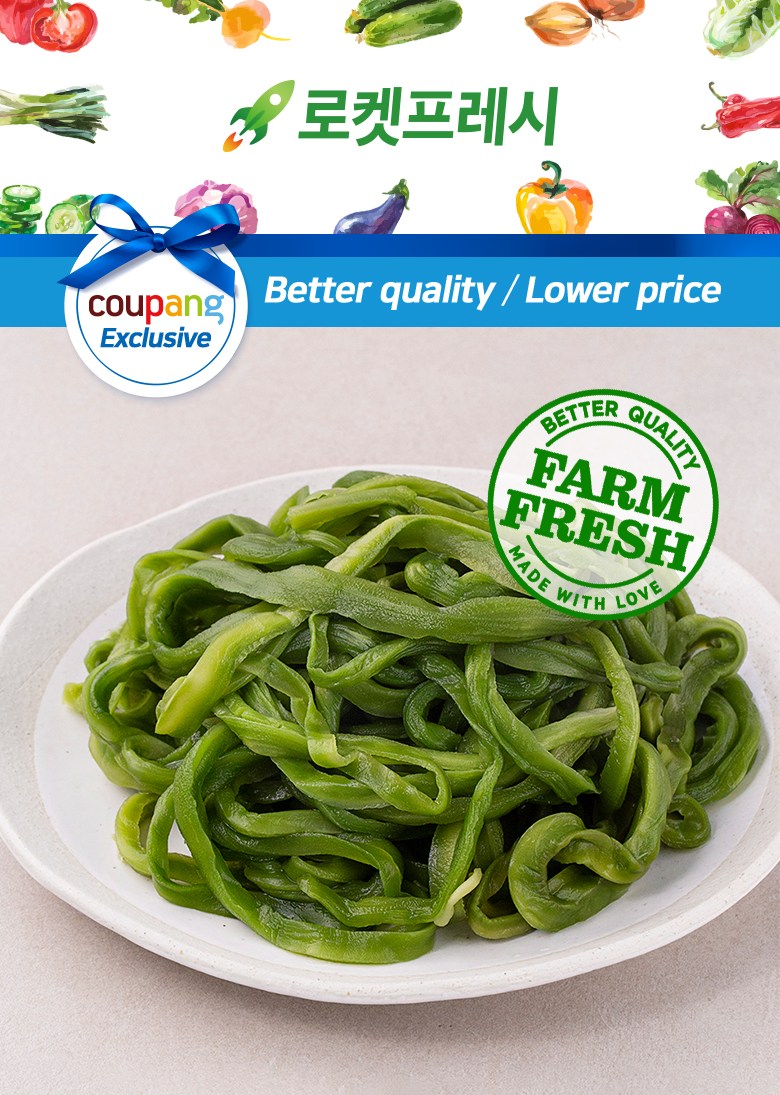 로켓프레시
coupang
Exclusive
Better quality / Lower price
BETTER QUALITY
FARM
FRESH
MADE WITH LOVE